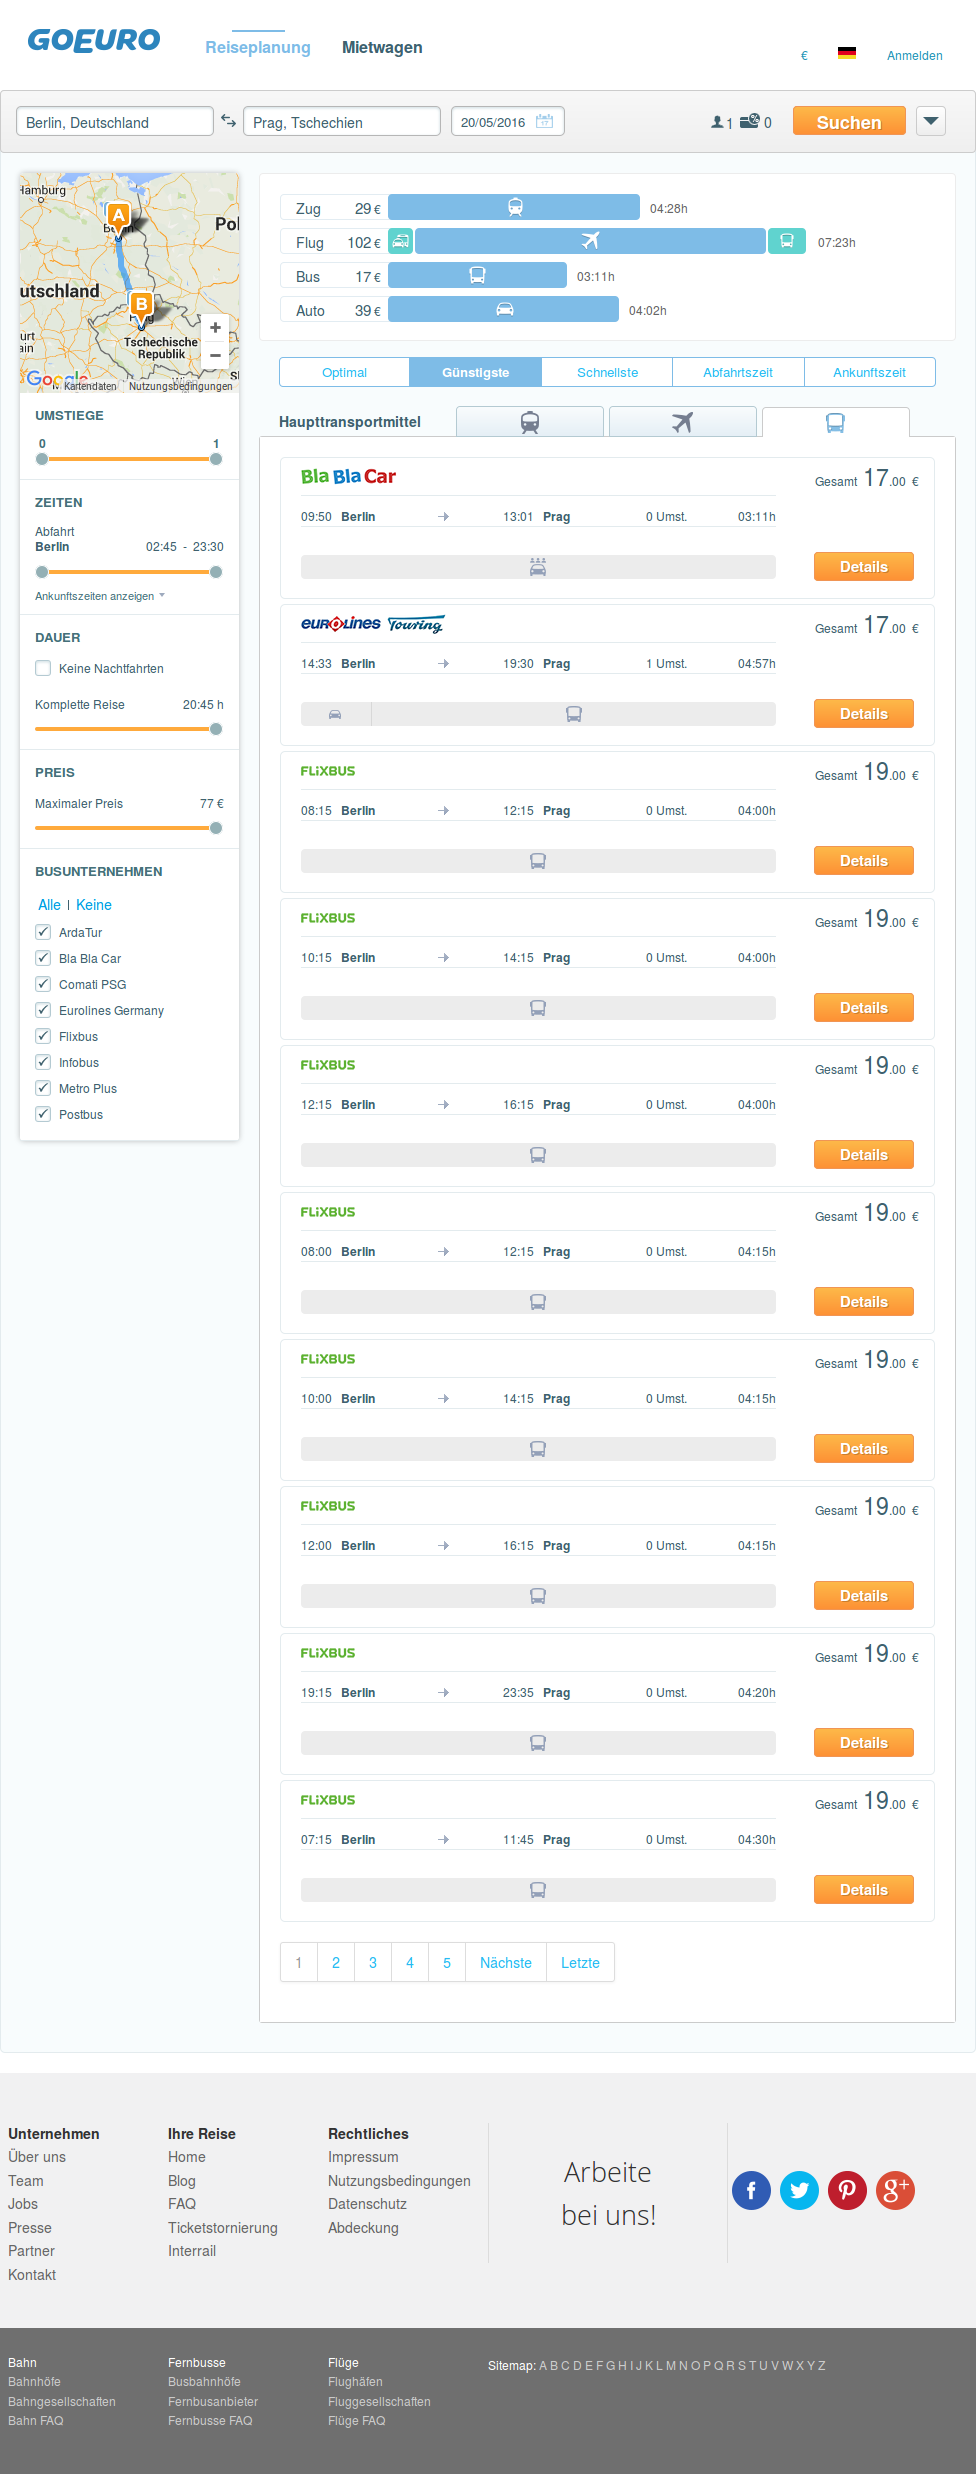 GOEURO
Reiseplanung
Mietwagen
€
Anmelden
Berlin, Deutschland
Prag, Tschechien
20/05/2016
1
0
Suchen
Hamburg
A
Berlin
Pol
utschland
B
Prag
Tschechische
Republik
Google
Kartendaten
Nutzungsbedingungen
UMSTIEGE
0 1
ZEITEN
Abfahrt
Berlin 02:45 - 23:30
Ankunftszeiten anzeigen
DAUER
Keine Nachtfahrten
Komplette Reise 20:45 h
PREIS
Maximaler Preis 77 €
BUSUNTERNEHMEN
Alle | Keine
ArdaTur
Bla Bla Car
Comati PSG
Eurolines Germany
Flixbus
Infobus
Metro Plus
Postbus
Zug 29 € 04:28h
Flug 102 € 07:23h
Bus 17 € 03:11h
Auto 39 € 04:02h
Optimal Günstigste Schnellste Abfahrtszeit Ankunftszeit
Haupttransportmittel
Bla Bla Car
Gesamt 17.00 €
09:50 Berlin 13:01 Prag 0 Umst. 03:11h
Details
eurolines Touring
Gesamt 17.00 €
14:33 Berlin 19:30 Prag 1 Umst. 04:57h
Details
FLiXBUS
Gesamt 19.00 €
08:15 Berlin 12:15 Prag 0 Umst. 04:00h
Details
FLiXBUS
Gesamt 19.00 €
10:15 Berlin 14:15 Prag 0 Umst. 04:00h
Details
FLiXBUS
Gesamt 19.00 €
12:15 Berlin 16:15 Prag 0 Umst. 04:00h
Details
FLiXBUS
Gesamt 19.00 €
08:00 Berlin 12:15 Prag 0 Umst. 04:15h
Details
FLiXBUS
Gesamt 19.00 €
10:00 Berlin 14:15 Prag 0 Umst. 04:15h
Details
FLiXBUS
Gesamt 19.00 €
12:00 Berlin 16:15 Prag 0 Umst. 04:15h
Details
FLiXBUS
Gesamt 19.00 €
19:15 Berlin 23:35 Prag 0 Umst. 04:20h
Details
FLiXBUS
Gesamt 19.00 €
07:15 Berlin 11:45 Prag 0 Umst. 04:30h
Details
1 2 3 4 5 Nächste Letzte
Unternehmen
Über uns
Team
Jobs
Presse
Partner
Kontakt
Ihre Reise
Home
Blog
FAQ
Ticketstornierung
Interrail
Rechtliches
Impressum
Nutzungsbedingungen
Datenschutz
Abdeckung
Arbeite
bei uns!
Bahn
Bahnhöfe
Bahngesellschaften
Bahn FAQ
Fernbusse
Busbahnhöfe
Fernbusanbieter
Fernbusse FAQ
Flüge
Flughäfen
Fluggesellschaften
Flüge FAQ
Sitemap: A B C D E F G H I J K L M N O P Q R S T U V W X Y Z